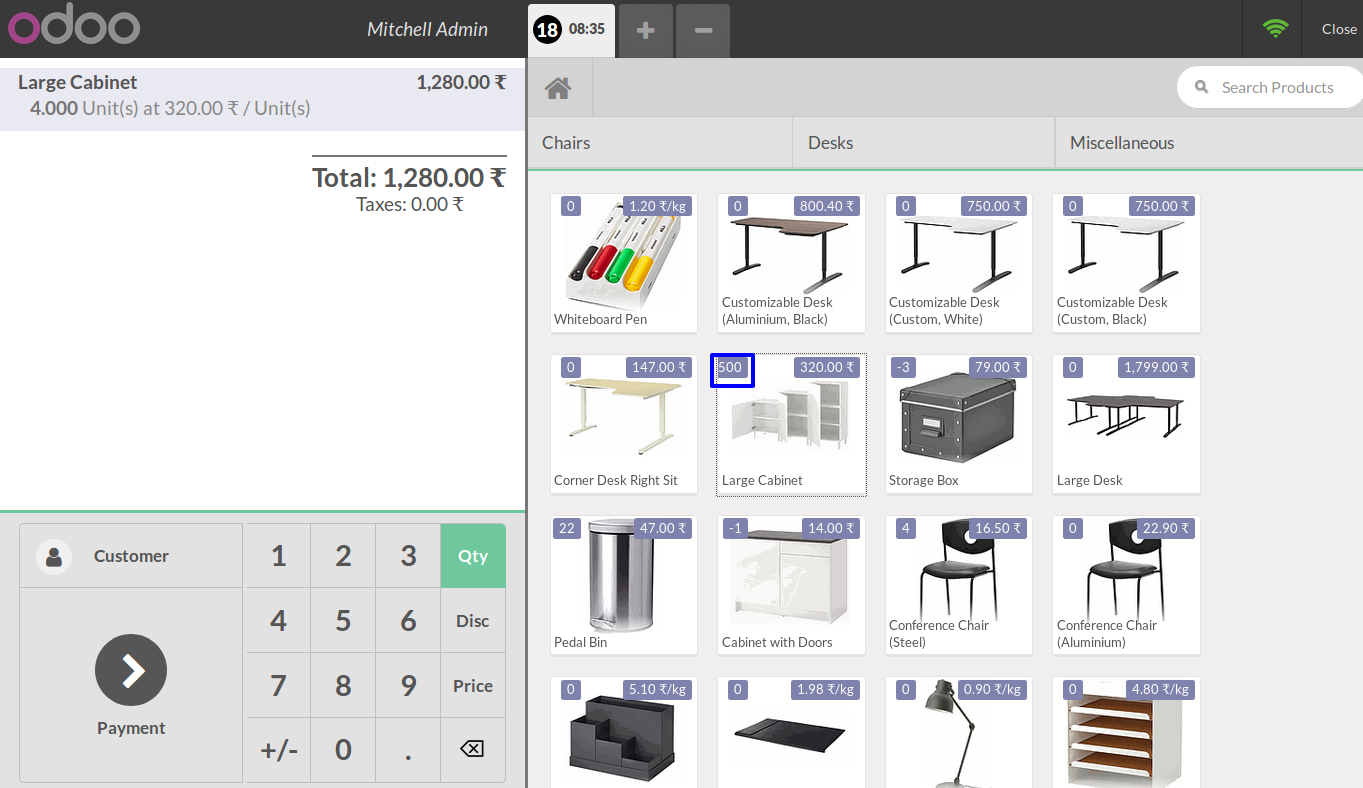 odoo
Mitchell Admin
18 08:35
Close
Large Cabinet 1,280.00 ₹
4.000 Unit(s) at 320.00 ₹ / Unit(s)
Total: 1,280.00 ₹
Taxes: 0.00 ₹
Customer
Payment
1 2 3 Qty
4 5 6 Disc
7 8 9 Price
+/- 0 .
Search Products
Chairs Desks Miscellaneous
0 1.20 ₹/kg
Whiteboard Pen
0 800.40 ₹
Customizable Desk
(Aluminium, Black)
0 750.00 ₹
Customizable Desk
(Custom, White)
0 750.00 ₹
Customizable Desk
(Custom, Black)
0 147.00 ₹
Corner Desk Right Sit
500 320.00 ₹
Large Cabinet
-3 79.00 ₹
Storage Box
0 1,799.00 ₹
Large Desk
22 47.00 ₹
Pedal Bin
-1 14.00 ₹
Cabinet with Doors
4 16.50 ₹
Conference Chair
(Steel)
0 22.90 ₹
Conference Chair
(Aluminium)
0 5.10 ₹/kg
0 1.98 ₹/kg
0 0.90 ₹/kg
0 4.80 ₹/kg